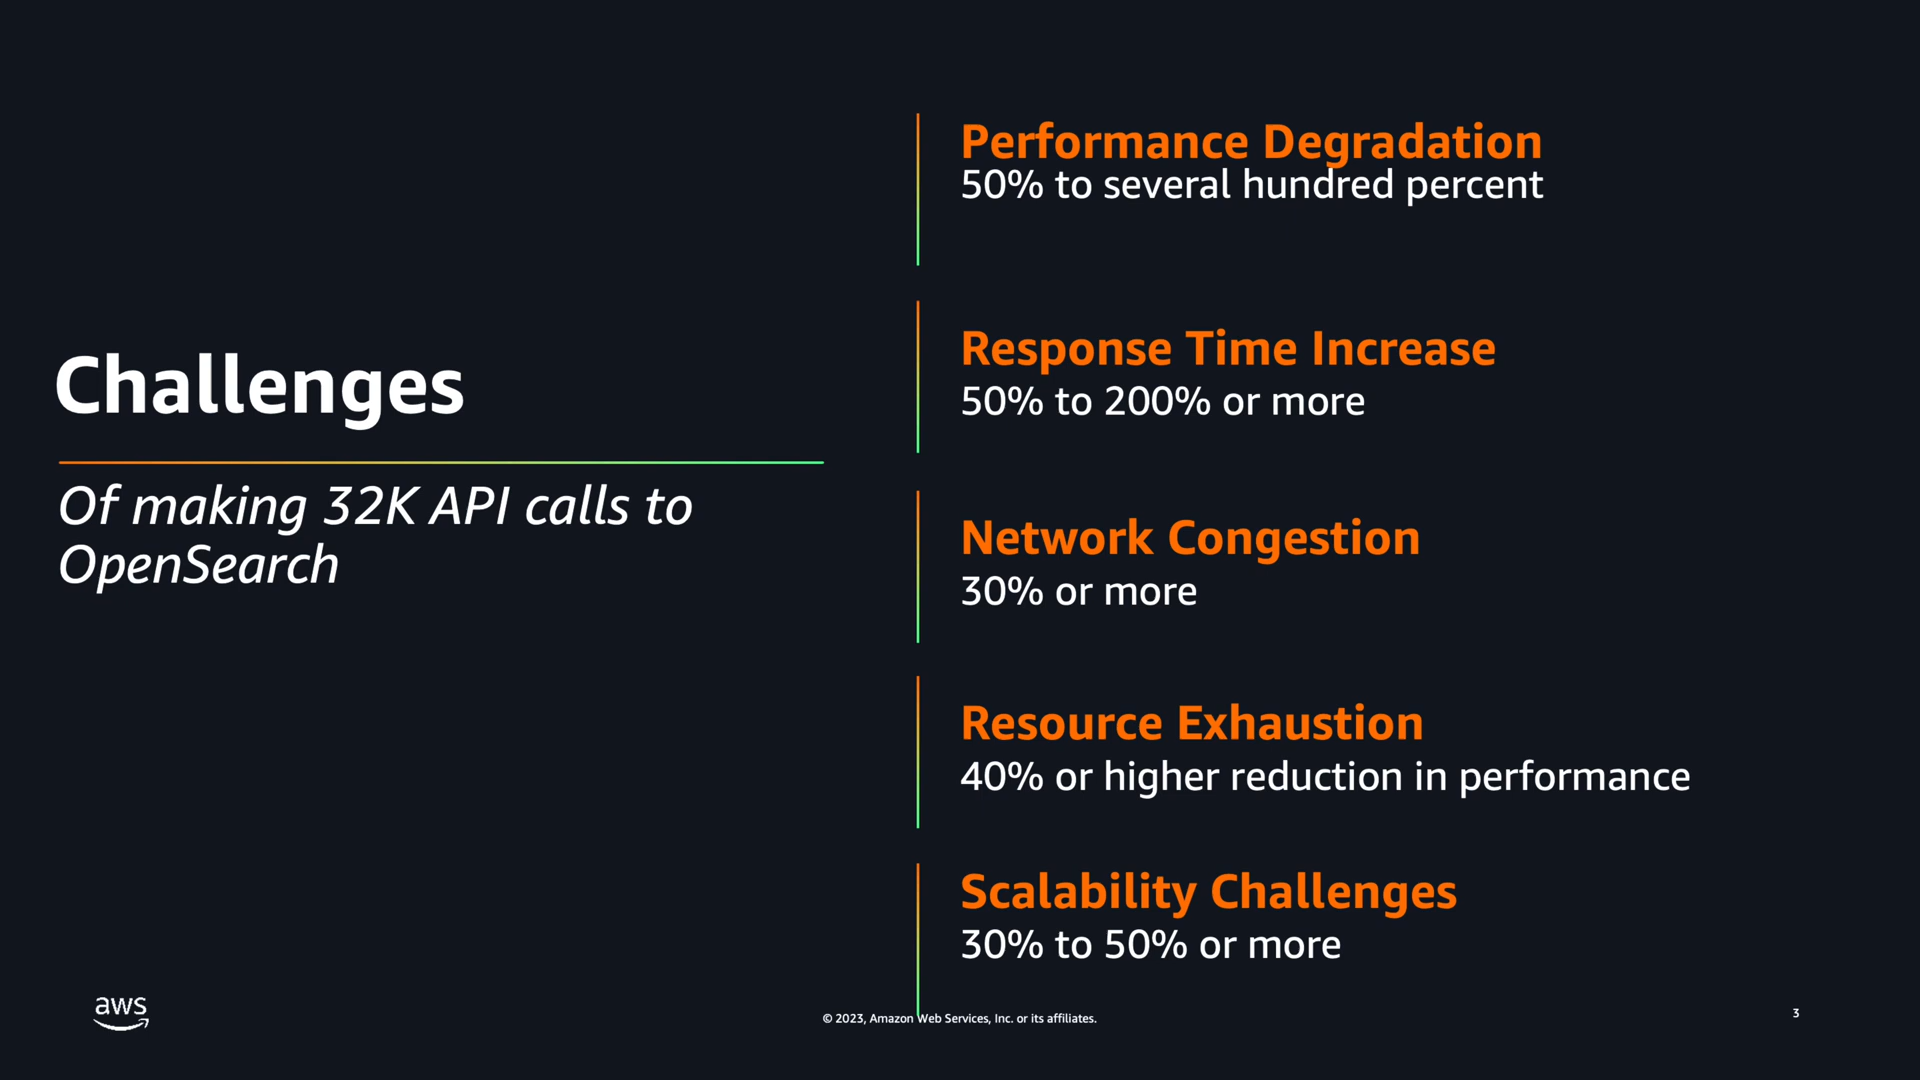 Challenges
Of making 32K API calls to
OpenSearch
Performance Degradation
50% to several hundred percent
Response Time Increase
50% to 200% or more
Network Congestion
30% or more
Resource Exhaustion
40% or higher reduction in performance
Scalability Challenges
30% to 50% or more
aws
© 2023, Amazon Web Services, Inc. or its affiliates.
3